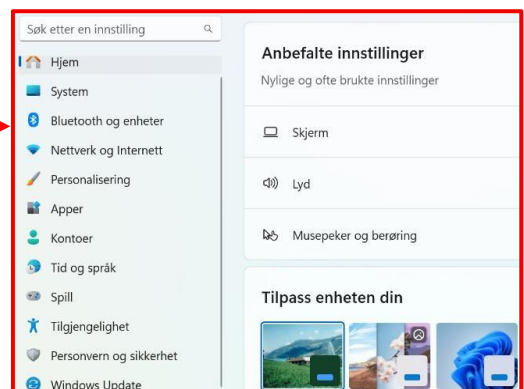 Søk etter en innstilling
Hjem
System
Bluetooth og enheter
Nettverk og Internett
Personalisering
Apper
Kontoer
Tid og språk
Spill
Tilgjengelighet
Personvern og sikkerhet
Windows Update
Anbefalte innstillinger
Nylige og ofte brukte innstillinger
Skjerm
Lyd
Musepeker og berøring
Tilpass enheten din